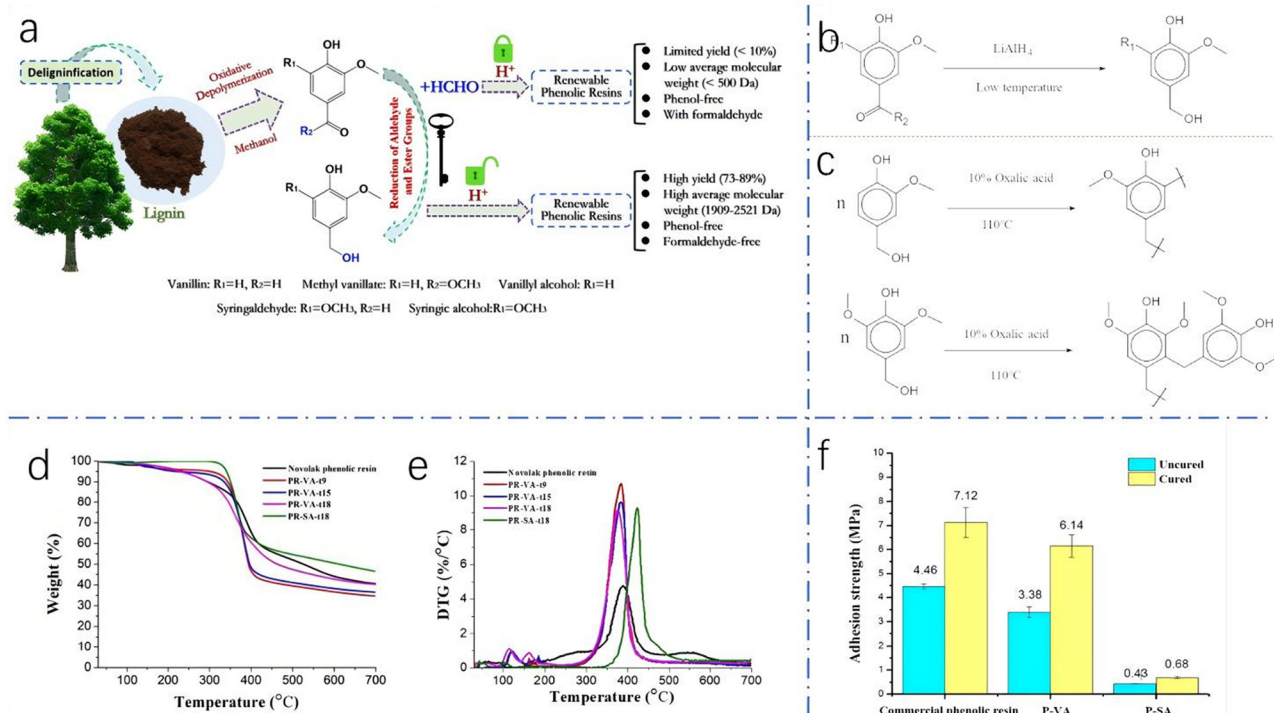 a
Deligninfication
Lignin
Oxidative
Depolymerization
Methanol
OH
R1
O
O
R2
OH
R1
O
OH
Reduction of Aldehyde
and Ester Groups
+HCHO
H+
Renewable
Phenolic Resins
Limited yield (< 10%)
Low average molecular
weight (< 500 Da)
Phenol-free
With formaldehyde
H+
Renewable
Phenolic Resins
High yield (73-89%)
High average molecular
weight (1909-2521 Da)
Phenol-free
Formaldehyde-free
Vanillin: R1=H, R2=H Methyl vanillate: R1=H, R2=OCH3 Vanillyl alcohol: R1=H
Syringaldehyde: R1=OCH3, R2=H Syringic alcohol:R1=OCH3
b
OH
R1
O
O
R2
LiAlH4
Low temperature
OH
R1
O
OH
c
n
OH
O
OH
10% Oxalic acid
110°C
OH
O
n
OH
O
O
OH
10% Oxalic acid
110°C
OH
O
O
O
OH
O
d
Weight (%)
100
90
80
70
60
50
40
30
20
10
0
Novolak phenolic resin
PR-VA-t9
PR-VA-t15
PR-VA-t18
PR-SA-t18
100 200 300 400 500 600 700
Temperature (°C)
e
DTG (%/°C)
12
10
8
6
4
2
0
Novolak phenolic resin
PR-VA-t9
PR-VA-t15
PR-VA-t18
PR-SA-t18
100 200 300 400 500 600 700
Temperature (°C)
f
Adhesion strength (MPa)
10
9
8
7
6
5
4
3
2
1
0
Uncured
Cured
4.46
7.12
3.38
6.14
0.43
0.68
Commercial phenolic resin P-VA P-SA